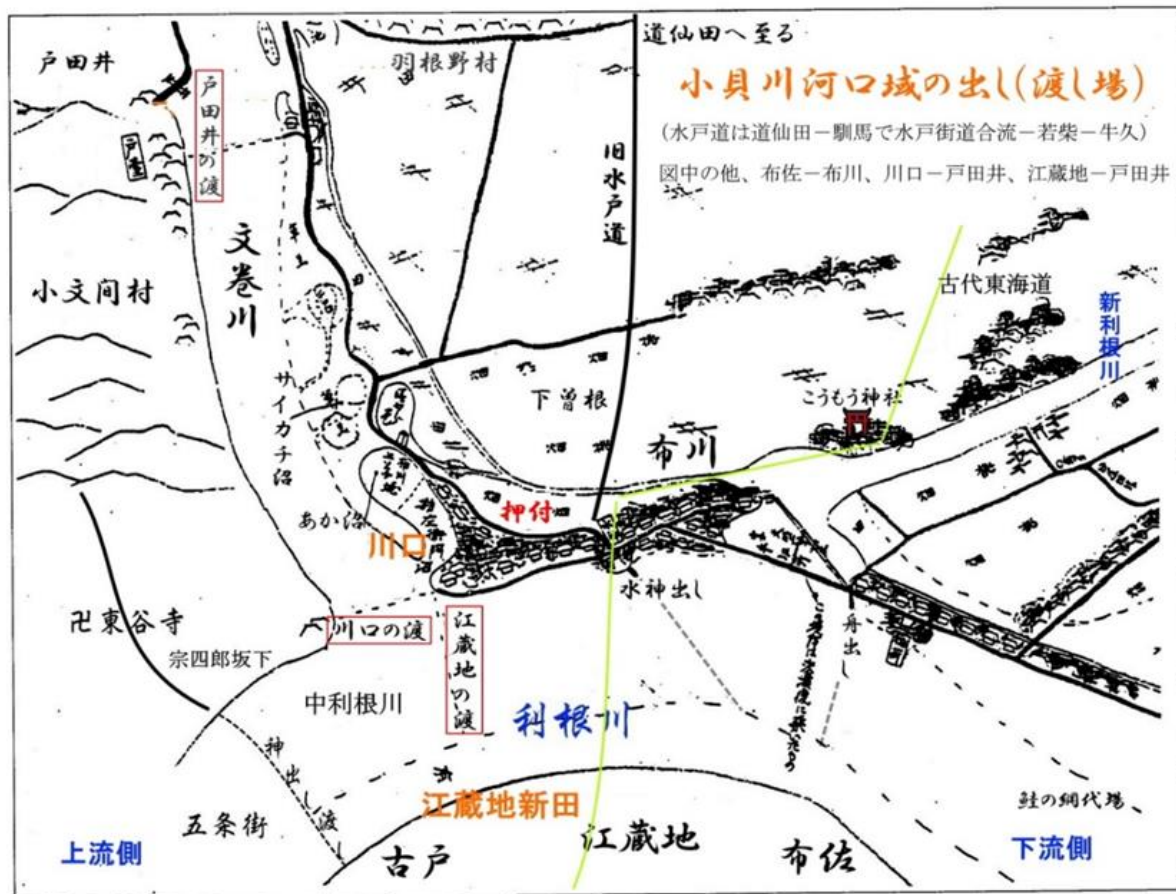 道仙田へ至る
小貝川河口域の出し(渡し場)
(水戸道は道仙田－馴馬で水戸街道合流－若柴－牛久)
図中の他、布佐－布川、川口－戸田井、江蔵地－戸田井
戸田井
戸田井の渡
羽根野村
旧水戸道
文巻川
小文间村
サイカチ沼
古代東海道
新利根川
こうもう神社
下曽根
布川
押付
あか沼
川口
水神出し
舟出し
卍東谷寺
川口の渡
江蔵地の渡
宗四郎坂下
中利根川
利根川
神出し渡し
江蔵地新田
鮭の網代場
五条街
上流側
古戸
江蔵地
布佐
下流側